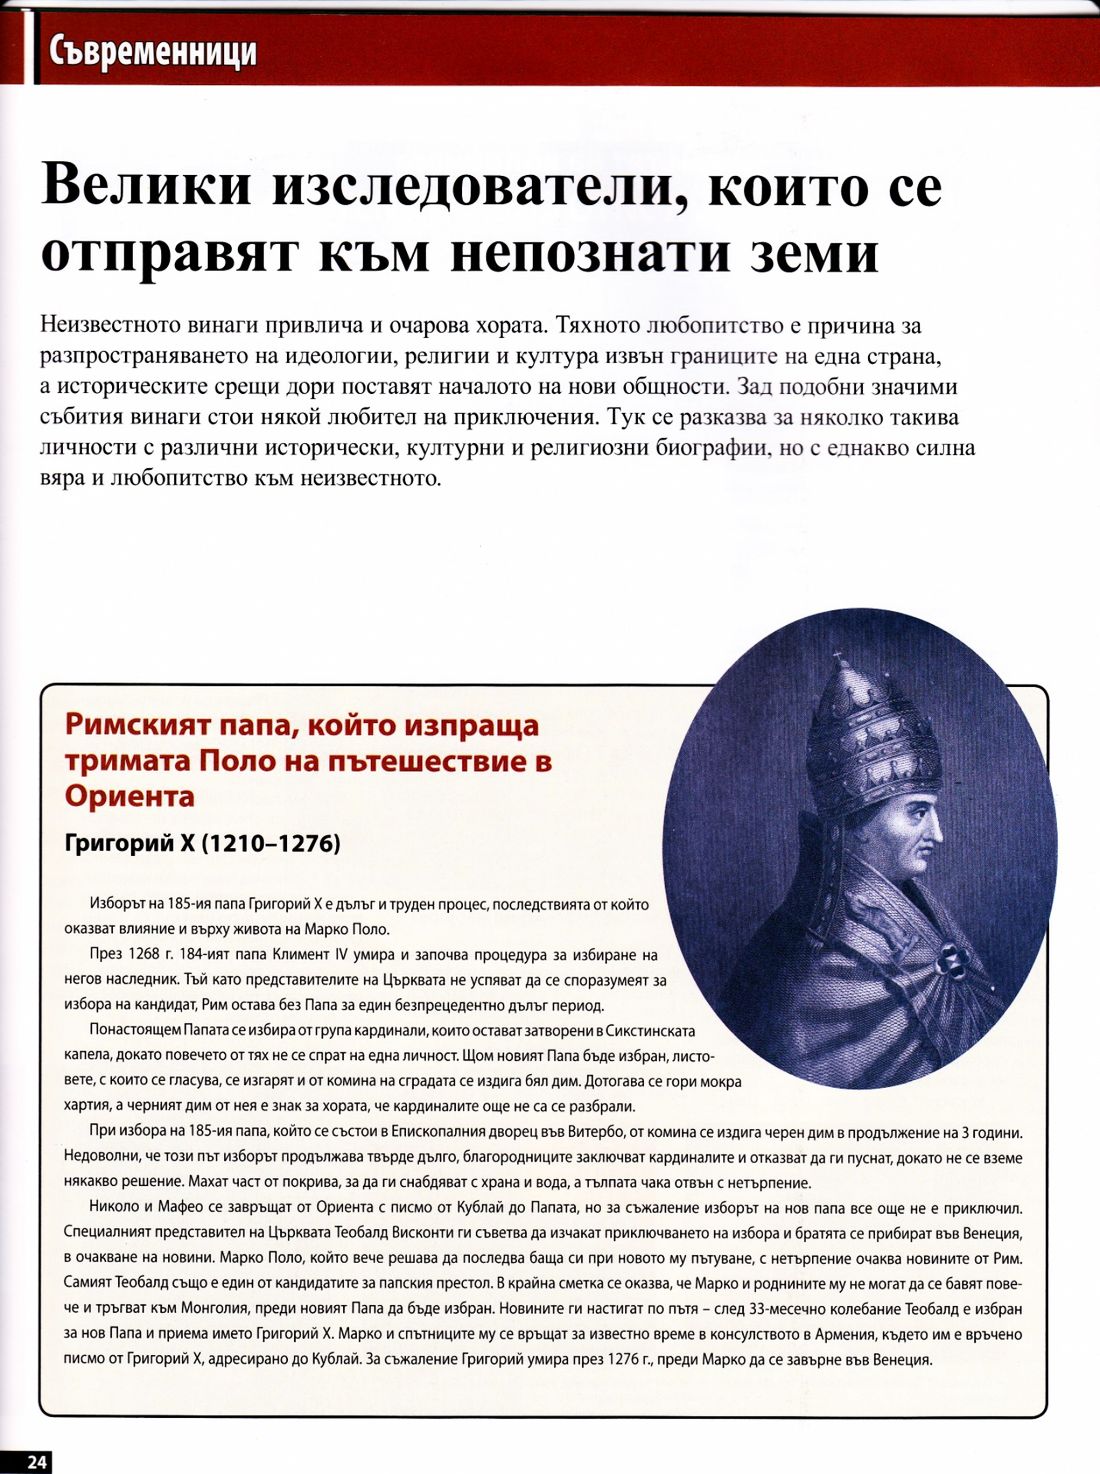 Съвременници
Велики изследователи, които се
отправят към непознати земи
Неизвестното винаги привлича и очарова хората. Тяхното любопитство е причина за
разпространяването на идеологии, религии и култура извън границите на една страна,
а историческите срещи дори поставят началото на нови общности. Зад подобни значими
събития винаги стои някой любител на приключения. Тук се разказва за няколко такива
личности с различни исторически, културни и религиозни биографии, но с еднакво силна
вяра и любопитство към неизвестното.
Римският папа, който изпраща
тримата Поло на пътешествие в
Ориента
Григорий X (1210–1276)
Изборът на 185-ия папа Григорий X е дълъг и труден процес, последствията от който
оказват влияние и върху живота на Марко Поло.
През 1268 г. 184-ият папа Климент IV умира и започва процедура за избиране на
негов наследник. Тъй като представителите на Църквата не успяват да се споразумеят за
избора на кандидат, Рим остава без Папа за един безпрецедентно дълъг период.
Понастоящем Папата се избира от група кардинали, които остават затворени в Сикстинската
капела, докато повечето от тях не се спрат на една личност. Щом новият Папа бъде избран, листо-
вете, с които се гласува, се изгарят и от комина на сградата се издига бял дим. Дотогава се гори мокра
хартия, а черният дим от нея е знак за хората, че кардиналите още не са се разбрали.
При избора на 185-ия папа, който се състои в Епископалния дворец във Витербо, от комина се издига черен дим в продължение на 3 години.
Недоволни, че този път изборът продължава твърде дълго, благородниците заключват кардиналите и отказват да ги пуснат, докато не се вземе
някакво решение. Махат част от покрива, за да ги снабдяват с храна и вода, а тълпата чака отвън с нетърпение.
Николо и Мафео се завръщат от Ориента с писмо от Кублай до Папата, но за съжаление изборът на нов папа все още не е приключил.
Специалният представител на Църквата Теобалд Висконти ги съветва да изчакат приключването на избора и братята се прибират във Венеция,
в очакване на новини. Марко Поло, който вече решава да последва баща си при новото му пътуване, с нетърпение очаква новините от Рим.
Самият Теобалд също е един от кандидатите за папския престол. В крайна сметка се оказва, че Марко и роднините му не могат да се бавят пове-
че и тръгват към Монголия, преди новият Папа да бъде избран. Новините ги настигат по пътя – след 33-месечно колебание Теобалд е избран
за нов Папа и приема името Григорий X. Марко и спътниците му се връщат за известно време в консулството в Армения, където им е връчено
писмо от Григорий X, адресирано до Кублай. За съжаление Григорий умира през 1276 г., преди Марко да се завърне във Венеция.
24